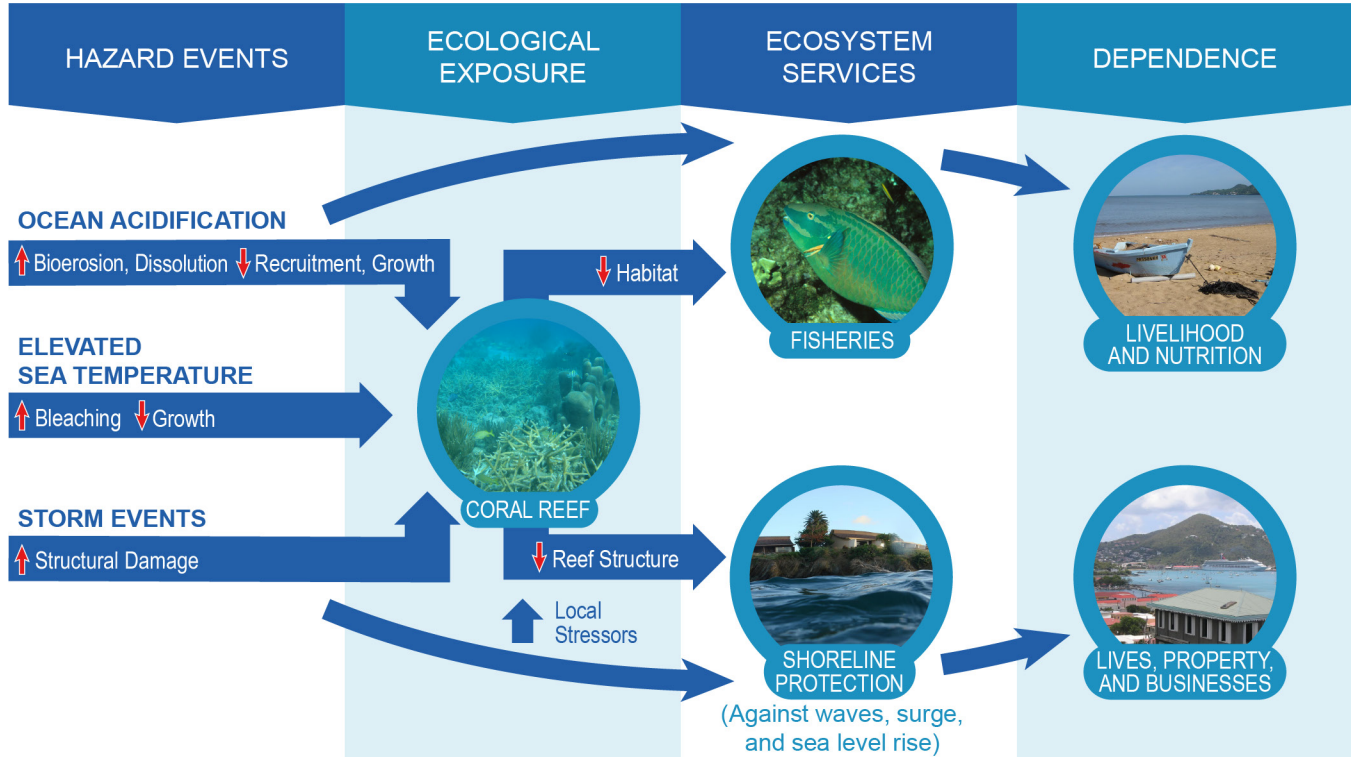 HAZARD EVENTS
ECOLOGICAL
EXPOSURE
ECOSYSTEM
SERVICES
DEPENDENCE
OCEAN ACIDIFICATION
Bioerosion, Dissolution
Recruitment, Growth
ELEVATED
SEA TEMPERATURE
Bleaching
Growth
STORM EVENTS
Structural Damage
CORAL REEF
Habitat
Reef Structure
Local
Stressors
FISHERIES
SHORELINE
PROTECTION
(Against waves, surge,
and sea level rise)
LIVELIHOOD
AND NUTRITION
LIVES, PROPERTY,
AND BUSINESSES